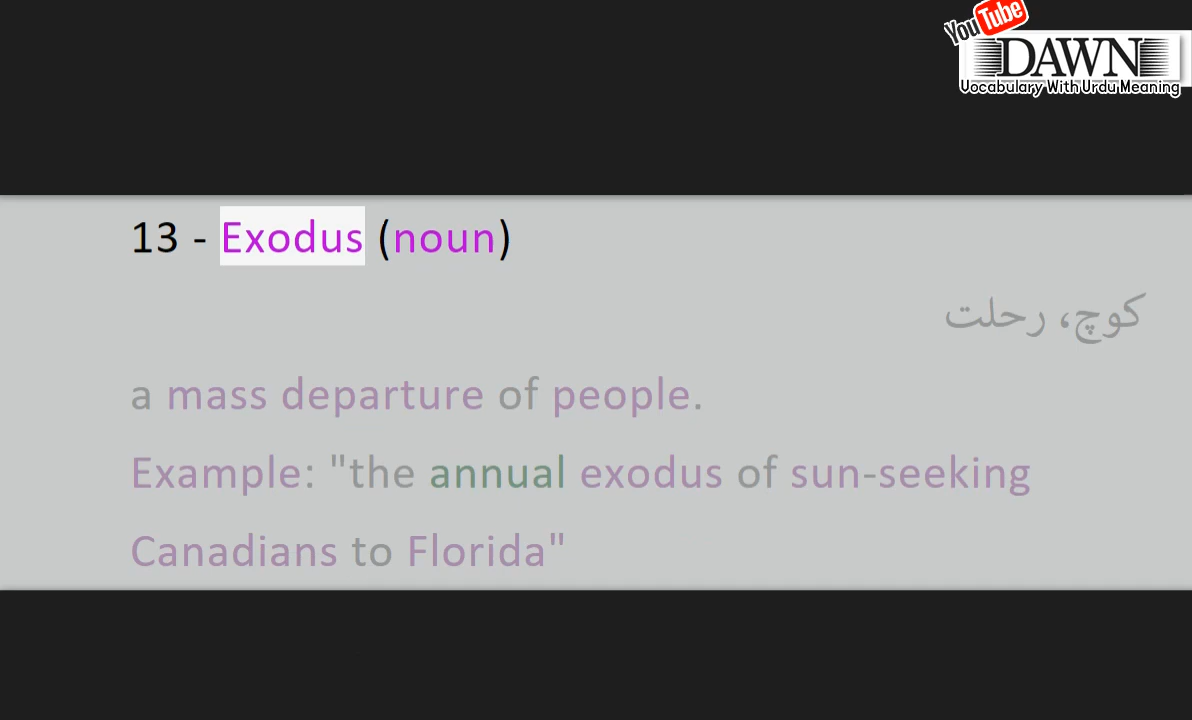 YouTube
DAWN
Vocabulary With Urdu Meaning
13 - Exodus (noun)
کوچ، رحلت
a mass departure of people.
Example: "the annual exodus of sun-seeking
Canadians to Florida"